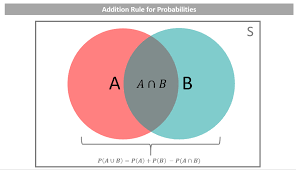 Addition Rule for Probabilities
S
A A ∩ B B
P(A ∪ B) = P(A) + P(B) − P(A ∩ B)